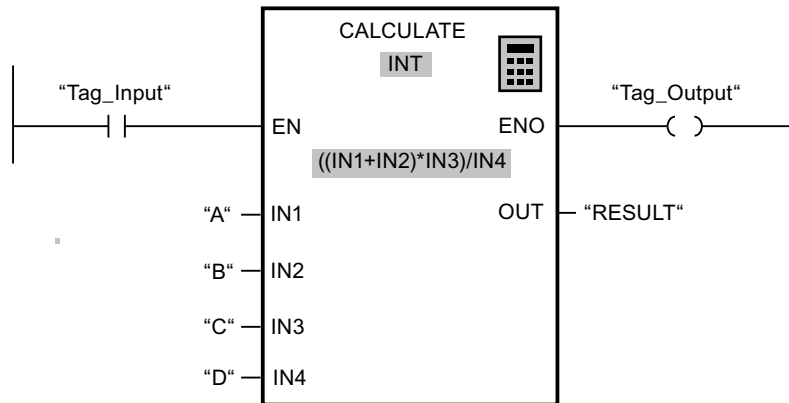 CALCULATE
INT
“Tag_Input“
“Tag_Output“
EN
ENO
((IN1+IN2)*IN3)/IN4
“A“
IN1
OUT
“RESULT“
“B“
IN2
“C“
IN3
“D“
IN4